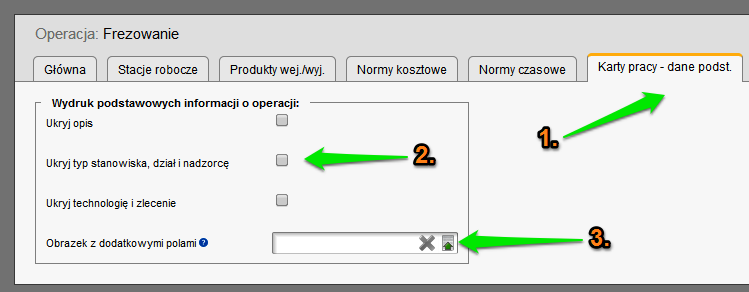 Operacja: Frezowanie
Główna Stacje robocze Produkty wej./wyj. Normy kosztowe Normy czasowe Karty pracy - dane podst.
Wydruk podstawowych informacji o operacji:
Ukryj opis
1.
Ukryj typ stanowiska, dział i nadzorcę
2.
Ukryj technologię i zlecenie
Obrazek z dodatkowymi polami ?
3.